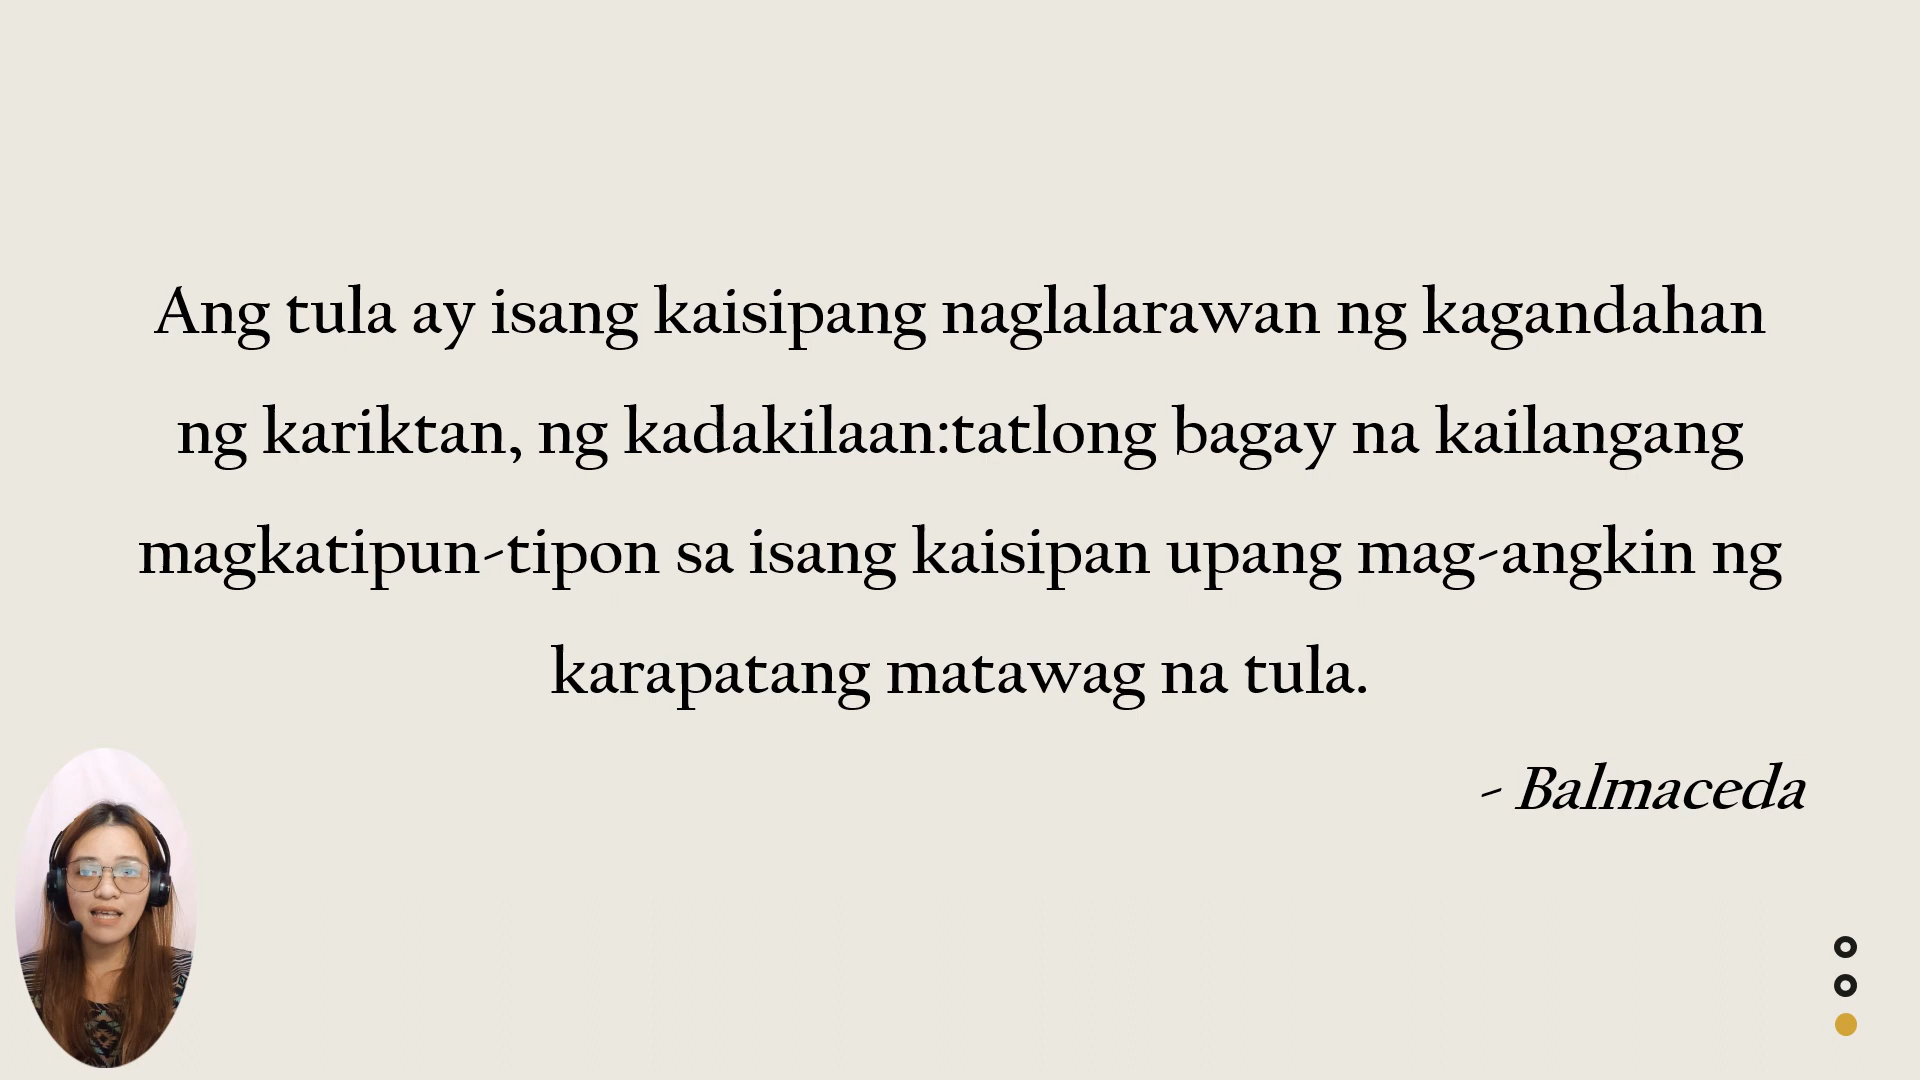 Ang tula ay isang kaisipang naglalarawan ng kagandahan
ng kariktan, ng kadakilaan:tatlong bagay na kailangang
magkatipun-tipon sa isang kaisipan upang mag-angkin ng
karapatang matawag na tula.
- Balmaceda